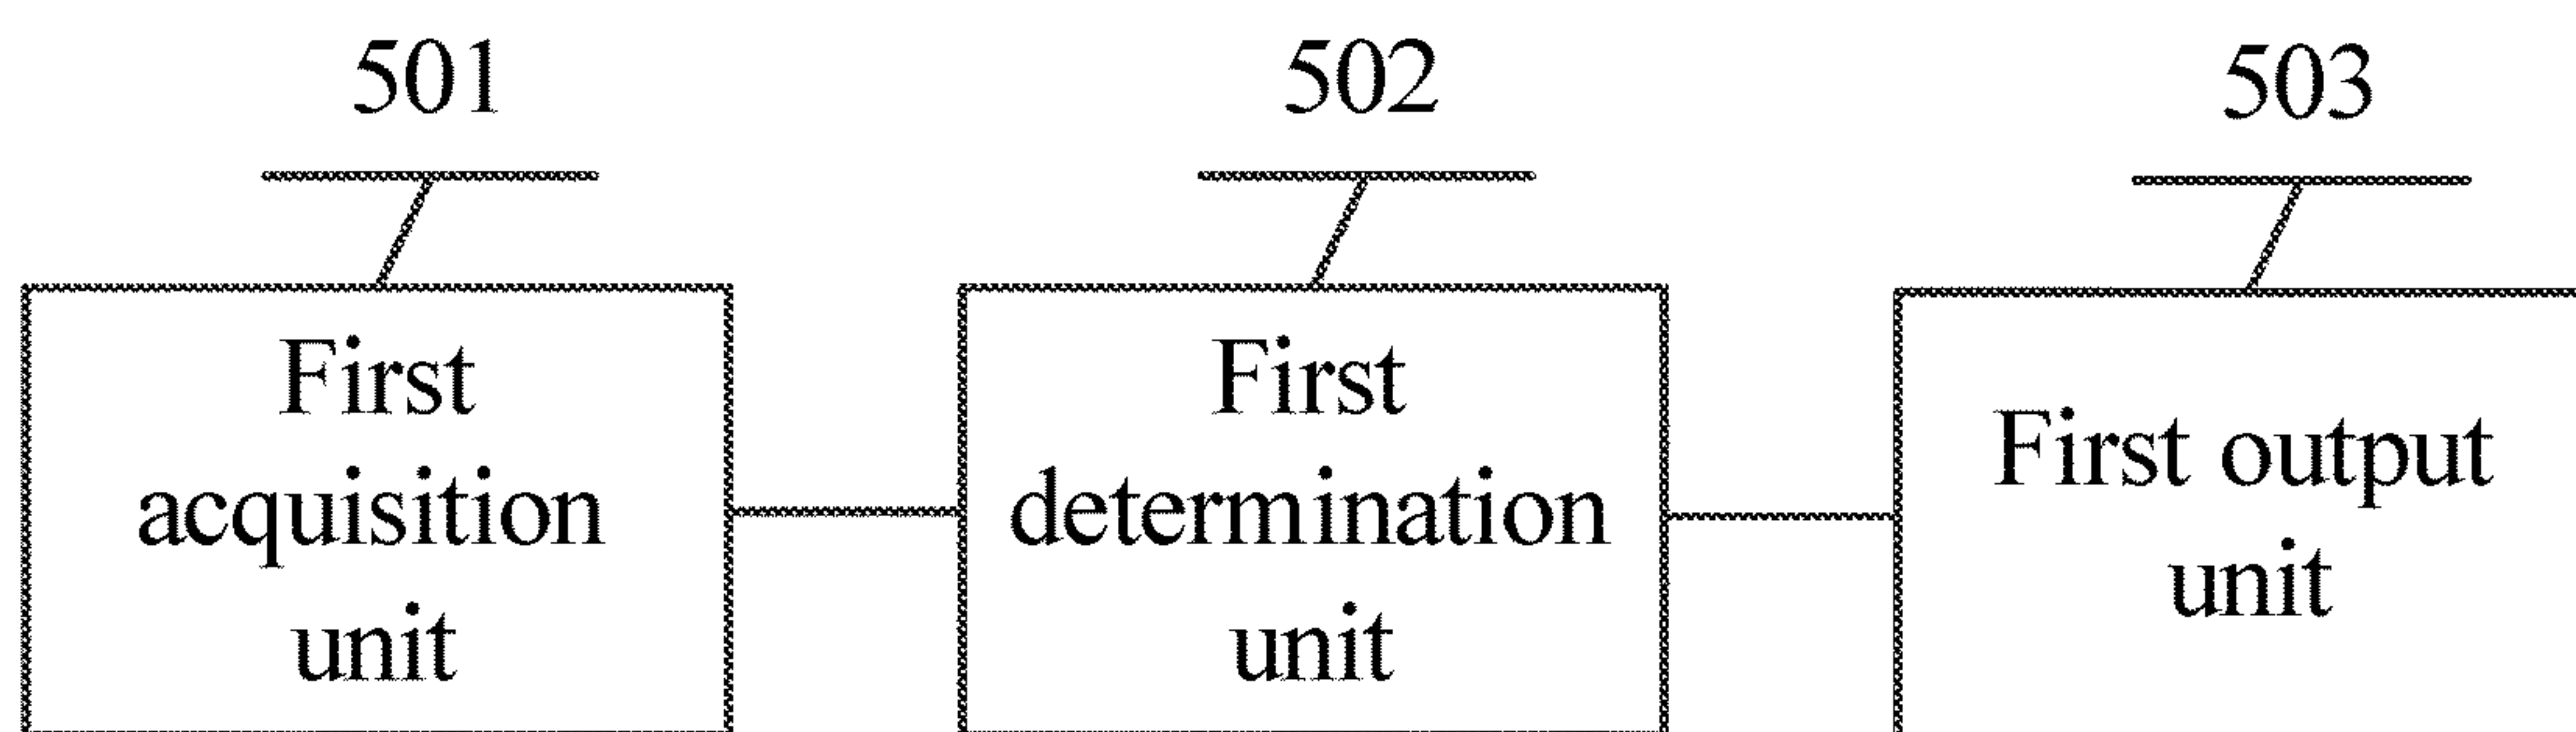 501
502
503
First
acquisition
unit
First
determination
unit
First output
unit